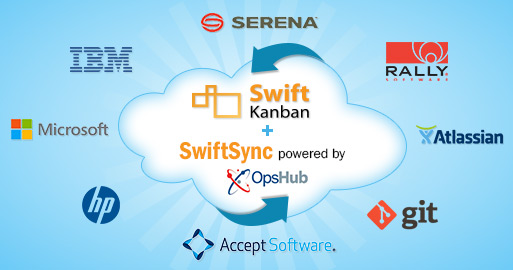 SERENA
IBM
RALLY
SOFTWARE
Swift
Kanban
Microsoft
+
Atlassian
SwiftSync powered by
OpsHub
hp
git
Accept Software.